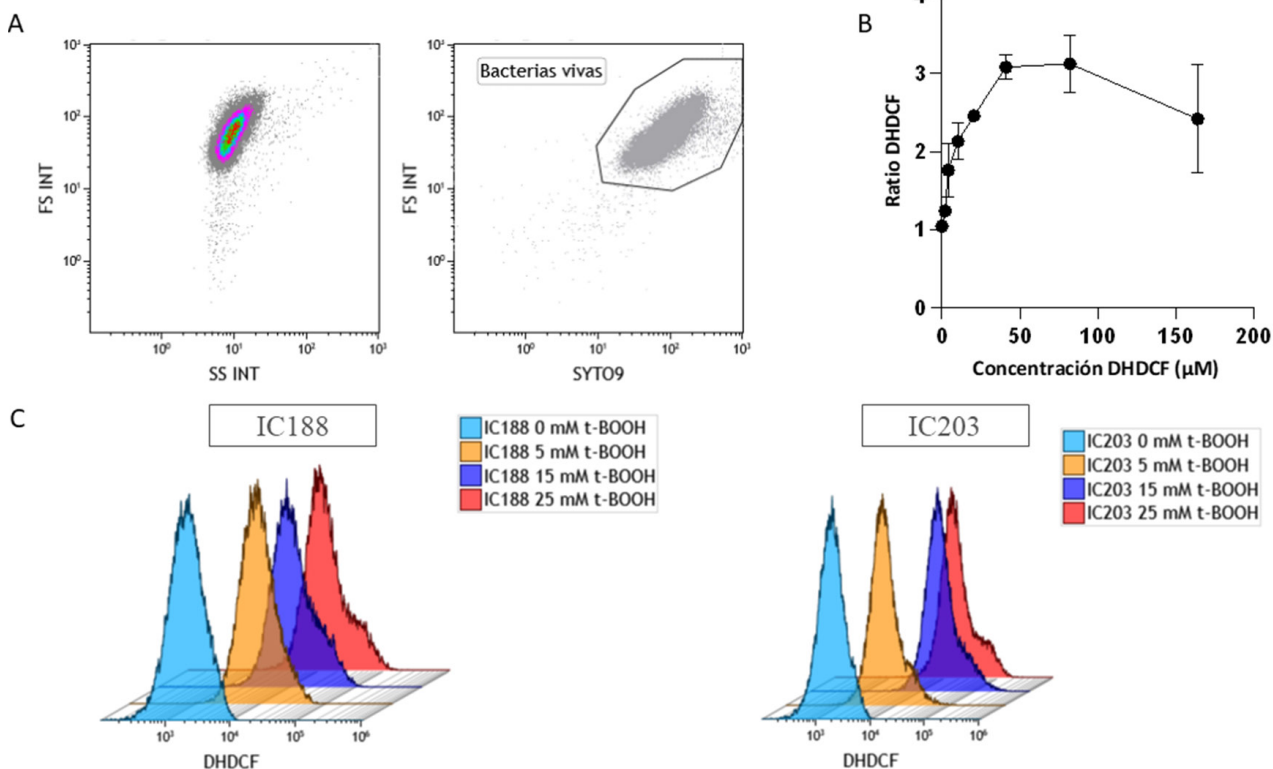 A
10³
10²
10¹
10⁰
FS INT
10⁰
10¹
10²
10³
SS INT
Bacterias vivas
10³
10²
10¹
10⁰
FS INT
10⁰
10¹
10²
10³
SYTO9
B
3
2
1
0
Ratio DHDCF
0
50
100
150
200
Concentración DHDCF (µM)
C
IC188
IC188 0 mM t-BOOH
IC188 5 mM t-BOOH
IC188 15 mM t-BOOH
IC188 25 mM t-BOOH
10³
10⁴
10⁵
10⁶
DHDCF
IC203
IC203 0 mM t-BOOH
IC203 5 mM t-BOOH
IC203 15 mM t-BOOH
IC203 25 mM t-BOOH
10³
10⁴
10⁵
10⁶
DHDCF